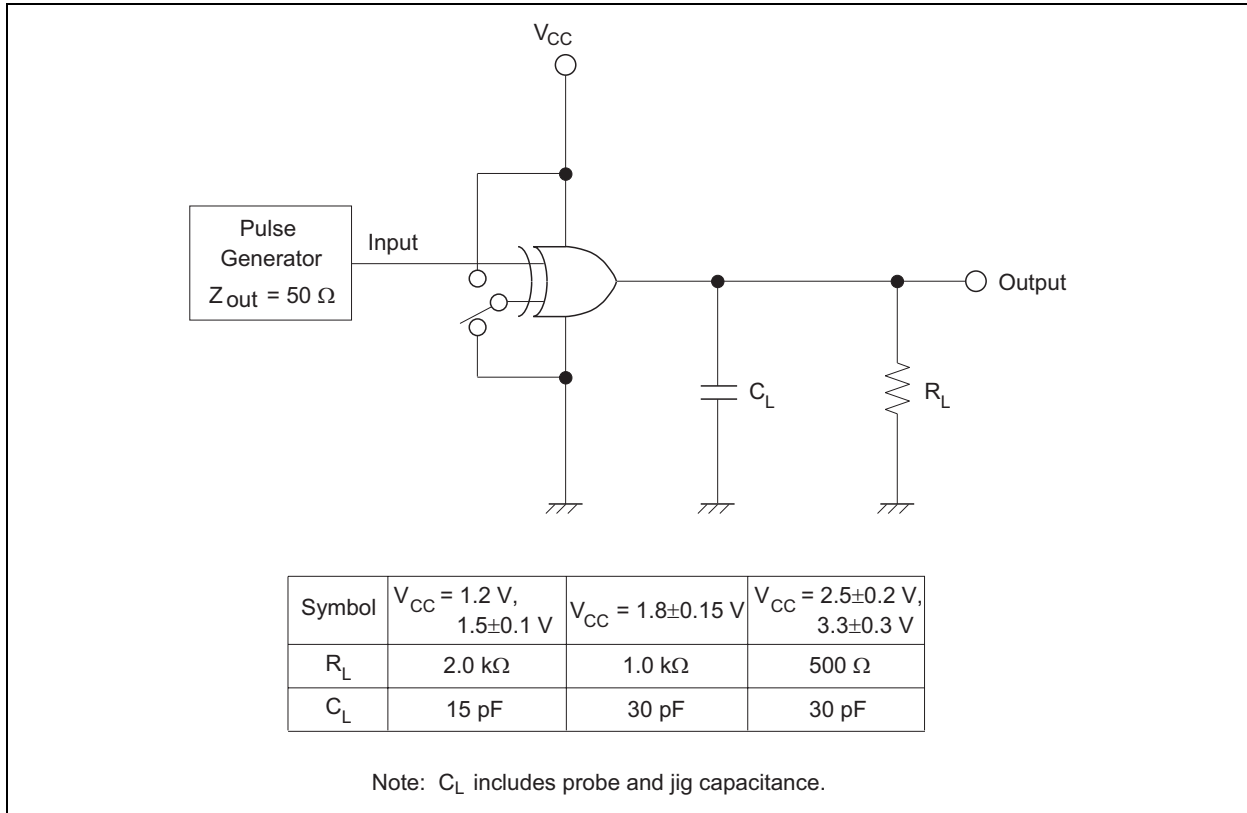 VCC
Pulse
Generator
Zout = 50 Ω
Input
Output
CL
RL
Symbol VCC = 1.2 V, 1.5±0.1 V VCC = 1.8±0.15 V VCC = 2.5±0.2 V, 3.3±0.3 V
RL 2.0 kΩ 1.0 kΩ 500 Ω
CL 15 pF 30 pF 30 pF
Note: CL includes probe and jig capacitance.